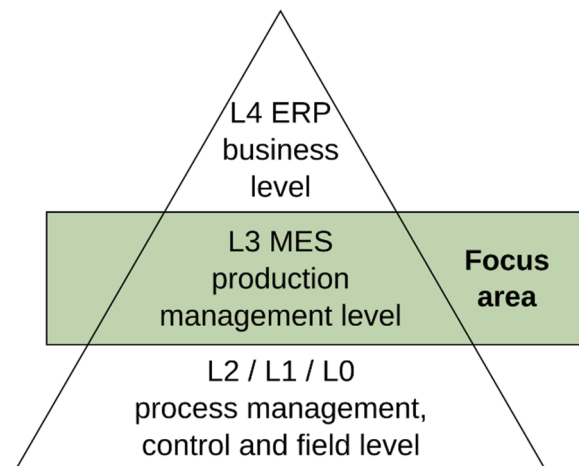 L4 ERP
business
level
L3 MES
production
management level
Focus
area
L2 / L1 / L0
process management,
control and field level